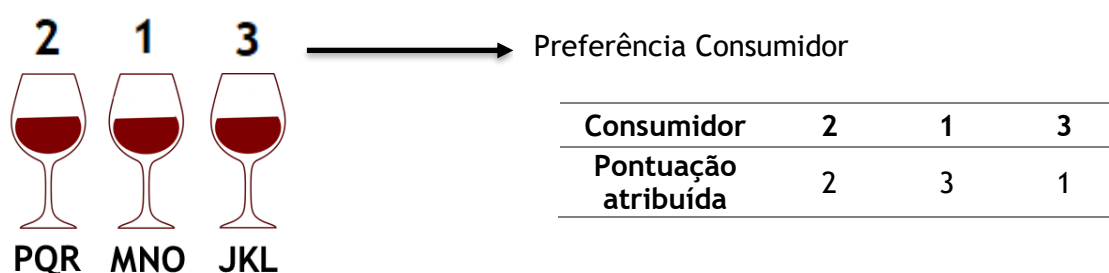 2 1 3
Preferência Consumidor
Consumidor 2 1 3
Pontuação
atribuída 2 3 1
PQR MNO JKL